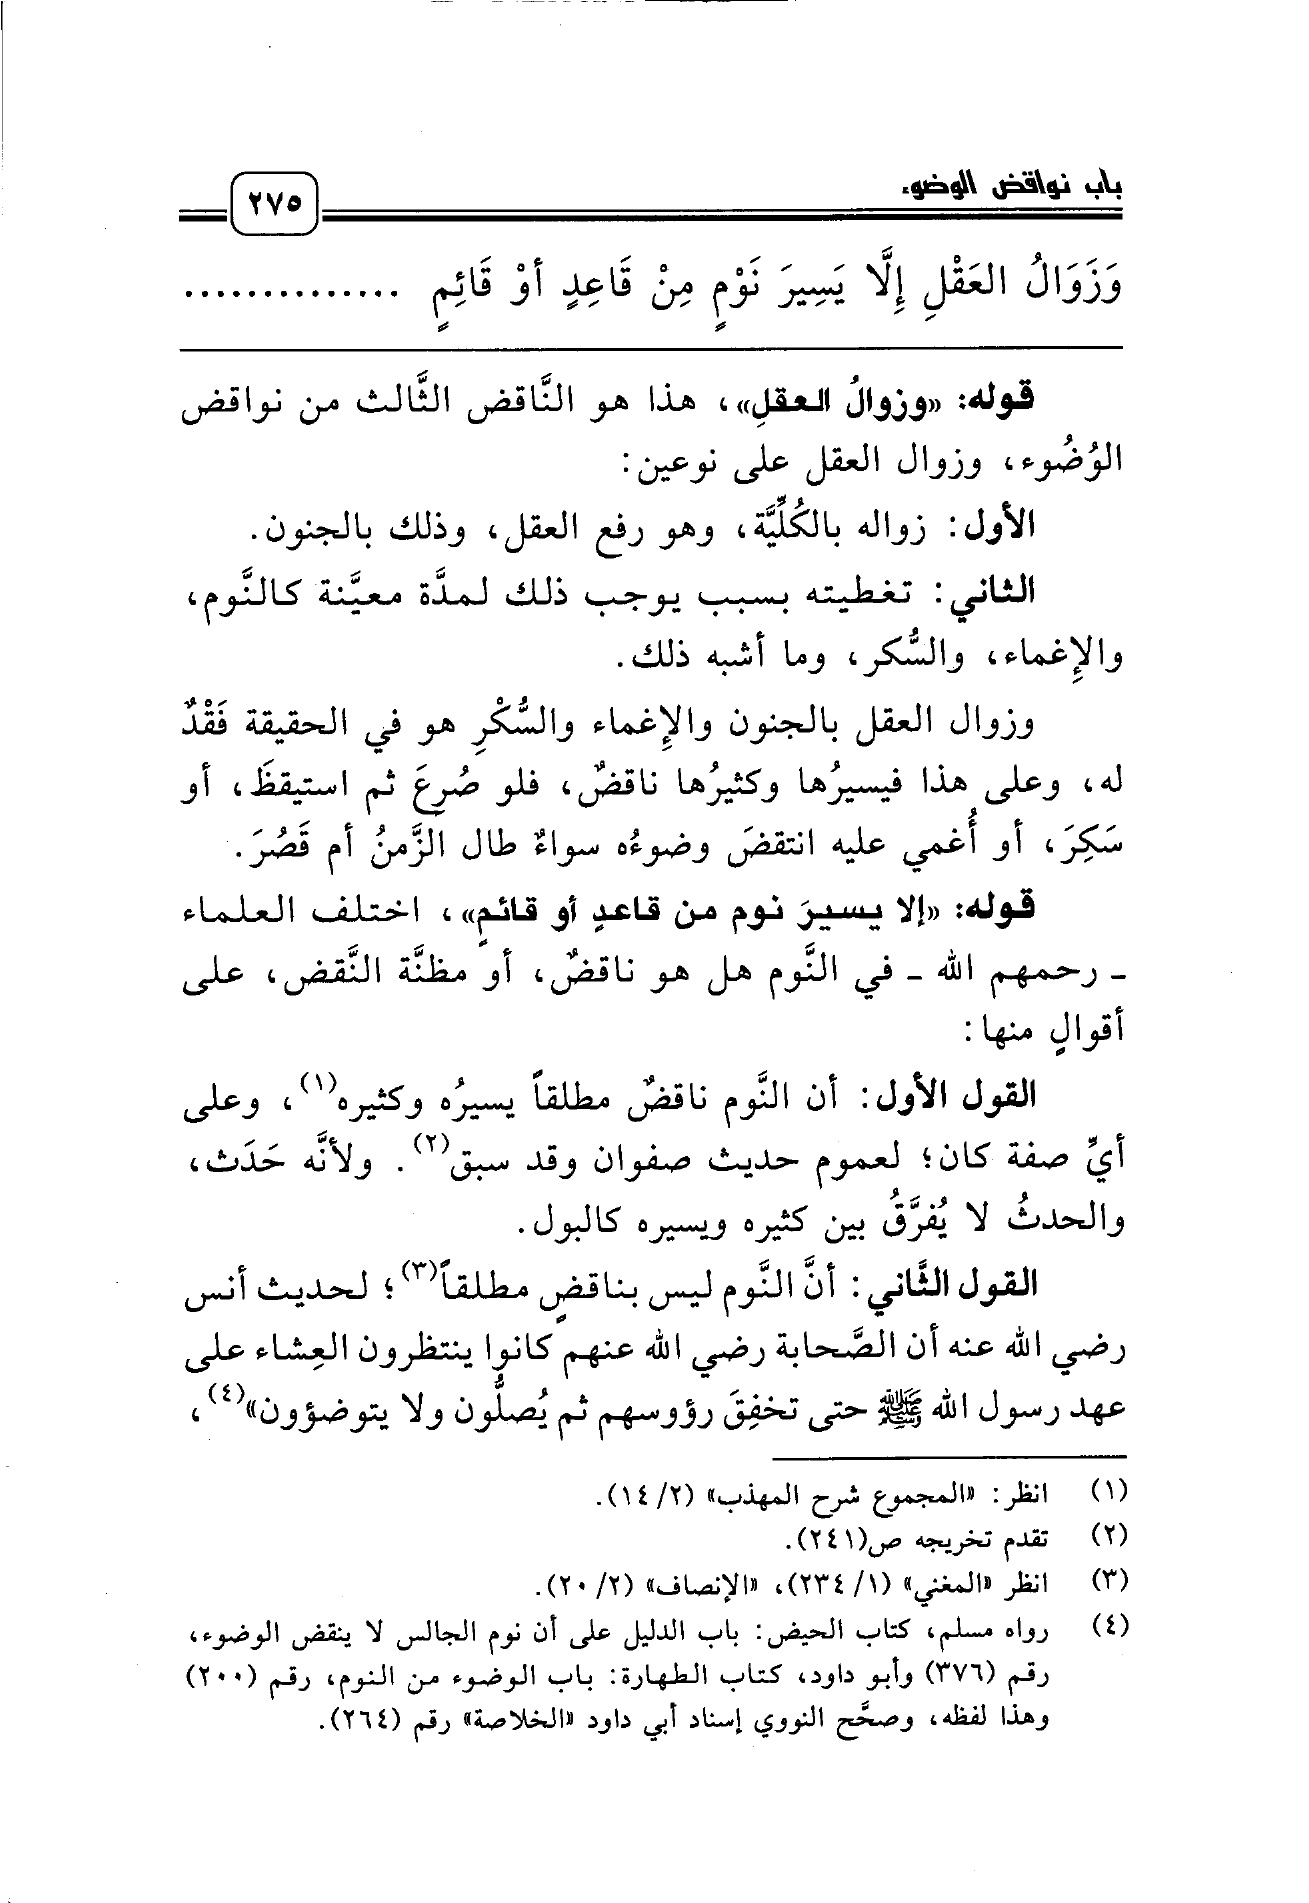 باب نواقض الوضوء
٢٧٥
وَزَوَالُ العَقْلِ إِلَّا يَسِيرَ نَوْمٍ مِنْ قَاعِدٍ أوْ قَائِمٍ ..............
قوله: «وزوالُ العقلِ»، هذا هو النَّاقض الثَّالث من نواقض
الوُضُوء، وزوال العقل على نوعين:
الأول: زواله بالكُلِّيَّة، وهو رفع العقل، وذلك بالجنون.
الثاني: تغطيته بسبب يوجب ذلك لمدَّة معيَّنة كالنَّوم،
والإِغماء، والسُّكر، وما أشبه ذلك.
وزوال العقل بالجنون والإِغماء والسُّكْرِ هو في الحقيقة فَقْدٌ
له، وعلى هذا فيسيرُها وكثيرُها ناقضٌ، فلو صُرِعَ ثم استيقظَ، أو
سَكِرَ، أو أُغمي عليه انتقضَ وضوءُه سواءٌ طال الزَّمنُ أم قَصُرَ.
قوله: «إلا يسيرَ نوم من قاعدٍ أو قائمٍ»، اختلف العلماء
ـ رحمهم الله ـ في النَّوم هل هو ناقضٌ، أو مظنَّة النَّقض، على
أقوالٍ منها:
القول الأول: أن النَّوم ناقضٌ مطلقاً يسيرُه وكثيره(١)، وعلى
أيِّ صفة كان؛ لعموم حديث صفوان وقد سبق(٢). ولأنَّه حَدَث،
والحدثُ لا يُفرَّقُ بين كثيره ويسيره كالبول.
القول الثَّاني: أنَّ النَّوم ليس بناقضٍ مطلقاً(٣)؛ لحديث أنس
رضي الله عنه أن الصَّحابة رضي الله عنهم كانوا ينتظرون العِشاء على
عهد رسول الله ﷺ حتى تخفِقَ رؤوسهم ثم يُصلُّون ولا يتوضؤون»(٤)،
(١) انظر: «المجموع شرح المهذب» (٢/ ١٤).
(٢) تقدم تخريجه ص(٢٤١).
(٣) انظر «المغني» (١/ ٢٣٤)، «الإنصاف» (٢/ ٢٠).
(٤) رواه مسلم، كتاب الحيض: باب الدليل على أن نوم الجالس لا ينقض الوضوء،
رقم (٣٧٦) وأبو داود، كتاب الطهارة: باب الوضوء من النوم، رقم (٢٠٠)
وهذا لفظه، وصحَّح النووي إسناد أبي داود «الخلاصة» رقم (٢٦٤).